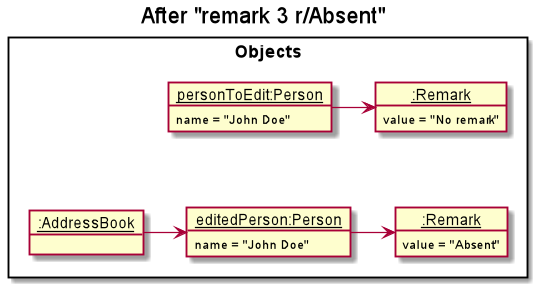 After "remark 3 r/Absent"
Objects
personToEdit:Person
name = "John Doe"
:Remark
value = "No remark"
:AddressBook
editedPerson:Person
name = "John Doe"
:Remark
value = "Absent"